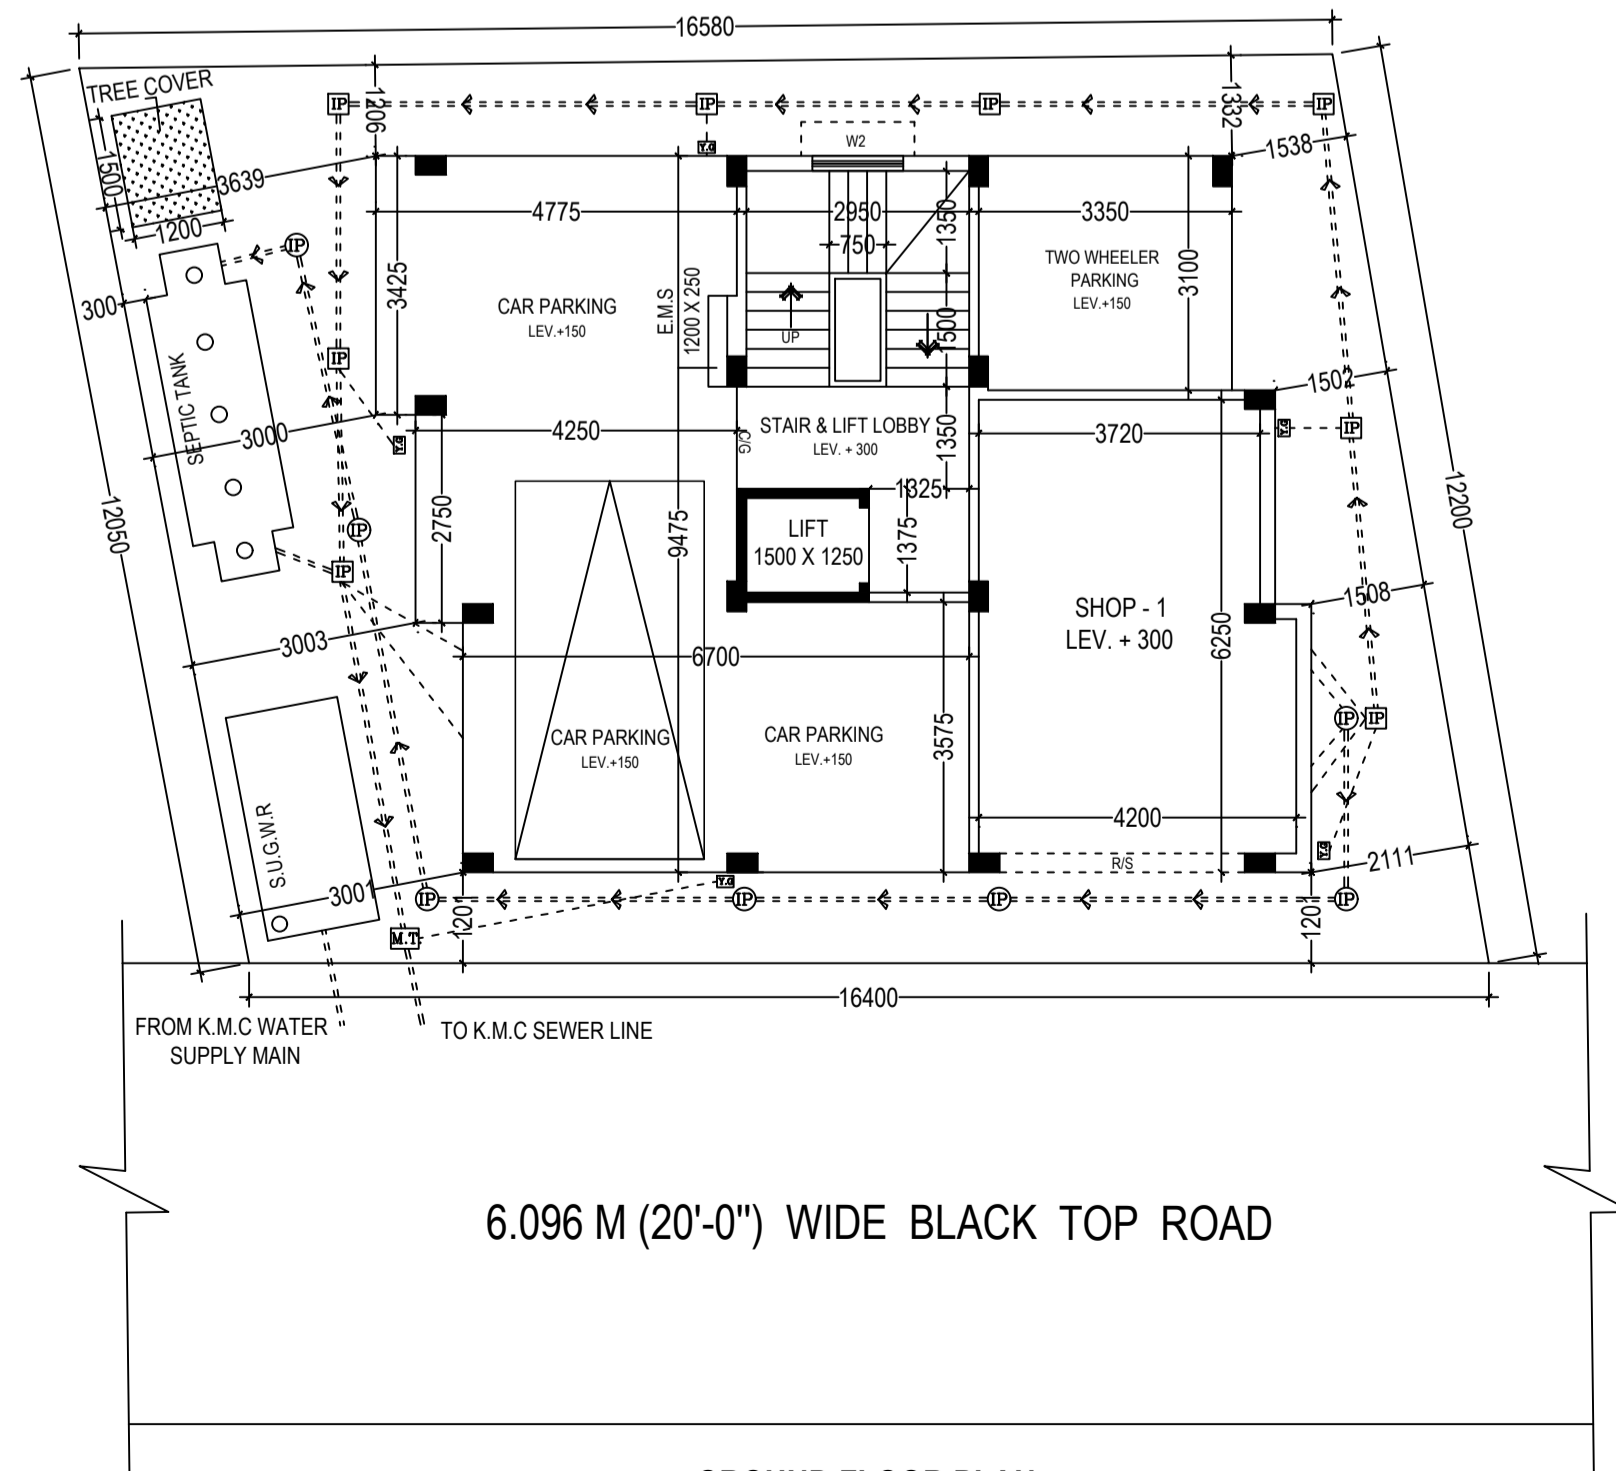 16580
TREE COVER
IP
IP
IP
IP
1206
1332
1538
Y.G
W2
1500
3639
1200
4775
2950
3350
1350
750
IP
TWO WHEELER
PARKING
LEV.+150
3100
3425
CAR PARKING
LEV.+150
E.M.S
1200 X 250
300
1500
UP
IP
SEPTIC TANK
1502
3000
Y.G
4250
C/G
STAIR & LIFT LOBBY
LEV. + 300
1350
3720
Y.G
IP
12050
2750
9475
1325
LIFT
1500 X 1250
1375
12200
IP
IP
1508
SHOP - 1
LEV. + 300
6250
3003
6700
IP
IP
CAR PARKING
LEV.+150
CAR PARKING
LEV.+150
3575
S.U.G.W.R
4200
R/S
Y.G
2111
3001
Y.G
IP
IP
IP
IP
M.T
1201
1201
16400
FROM K.M.C WATER
SUPPLY MAIN
TO K.M.C SEWER LINE
6.096 M (20'-0") WIDE BLACK TOP ROAD